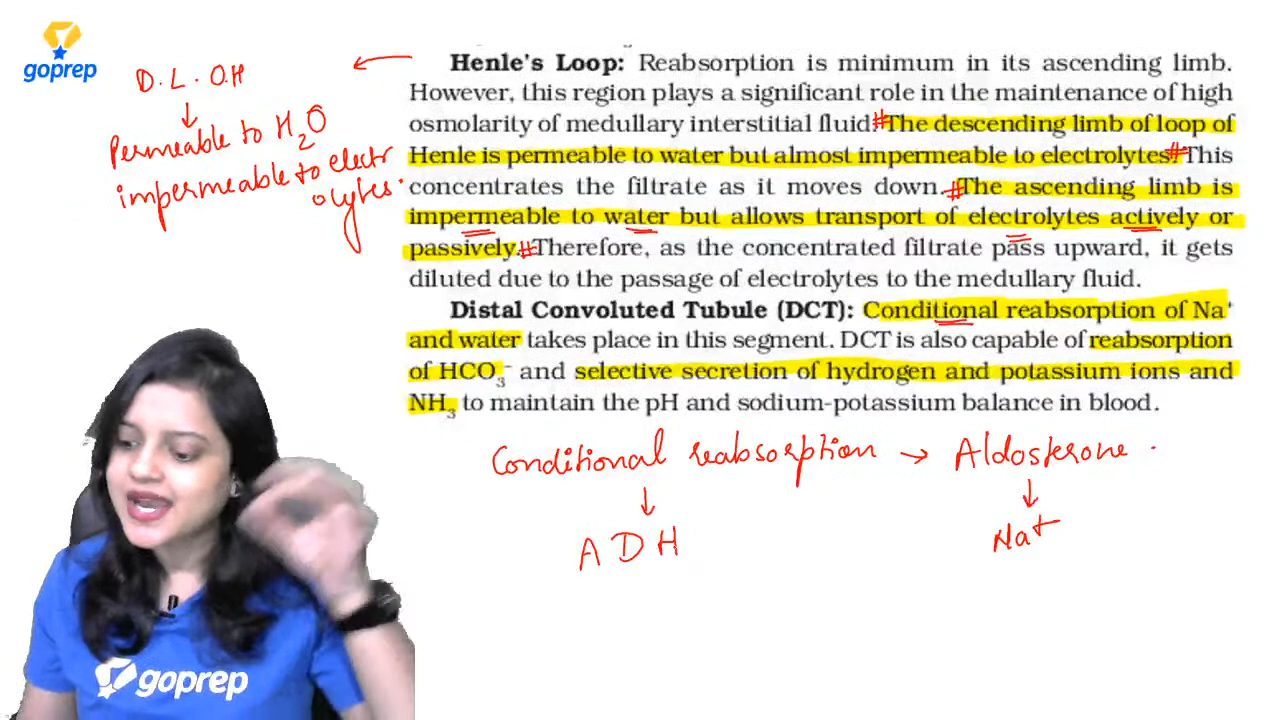 goprep
D.L.O.H
Permeable to H₂O
impermeable to electr
olytes.
Henle's Loop: Reabsorption is minimum in its ascending limb.
However, this region plays a significant role in the maintenance of high
osmolarity of medullary interstitial fluid.#The descending limb of loop of
Henle is permeable to water but almost impermeable to electrolytes.#This
concentrates the filtrate as it moves down.#The ascending limb is
impermeable to water but allows transport of electrolytes actively or
passively.#Therefore, as the concentrated filtrate pass upward, it gets
diluted due to the passage of electrolytes to the medullary fluid.
Distal Convoluted Tubule (DCT): Conditional reabsorption of Na⁺
and water takes place in this segment. DCT is also capable of reabsorption
of HCO₃⁻ and selective secretion of hydrogen and potassium ions and
NH₃ to maintain the pH and sodium-potassium balance in blood.
Conditional reabsorption → Aldosterone.
↓ ↓
ADH Na⁺
goprep